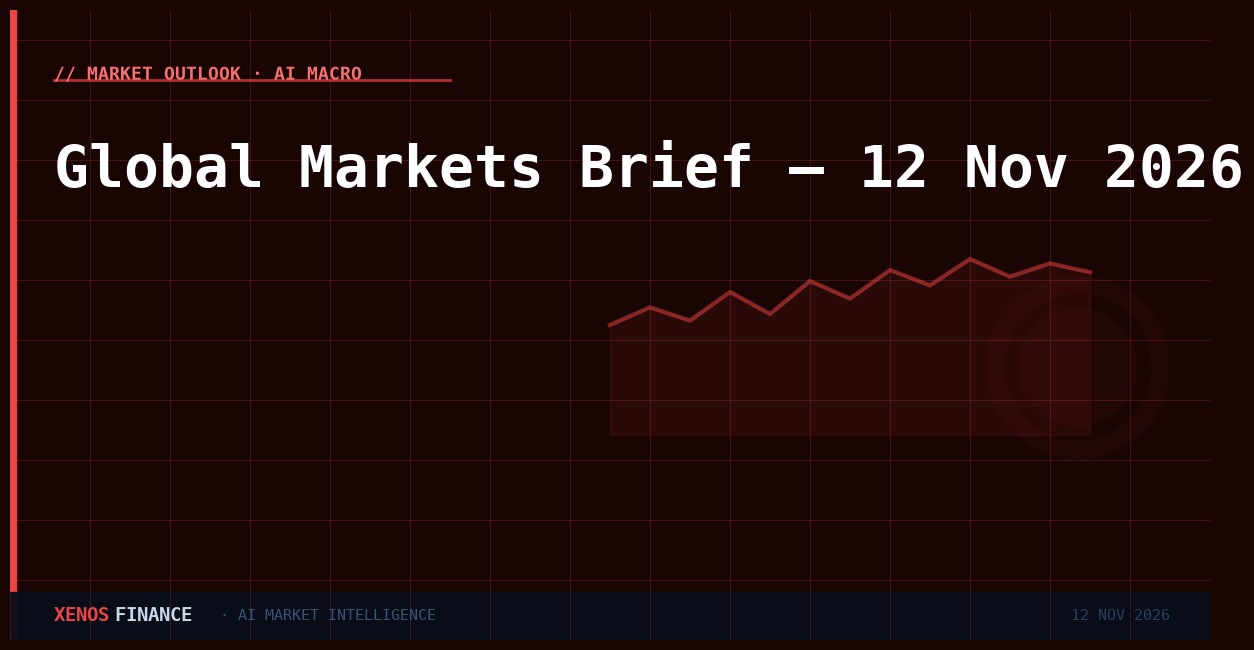 // MARKET OUTLOOK · AI MACRO
Global Markets Brief — 12 Nov 2026
XENOS FINANCE · AI MARKET INTELLIGENCE 12 NOV 2026